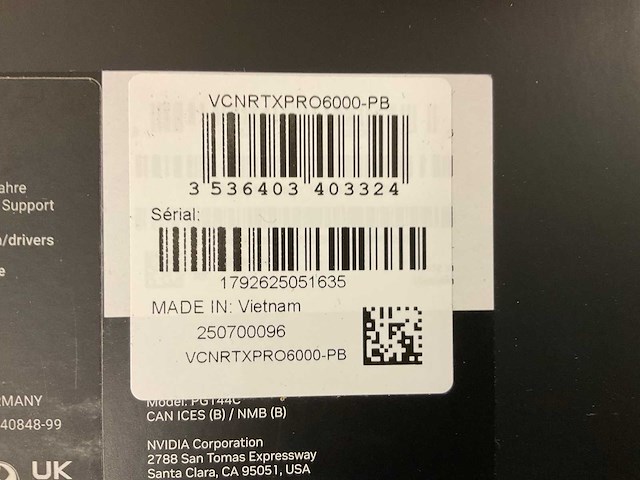 VCNRTXPRO6000-PB
3 536403 403324
Sérial:
1792625051635
MADE IN: Vietnam
250700096
VCNRTXPRO6000-PB
Model: PG144C
CAN ICES (B) / NMB (B)
NVIDIA Corporation
2788 San Tomas Expressway
Santa Clara, CA 95051, USA
ahre
Support
/drivers
e
RMANY
40848-99
UK